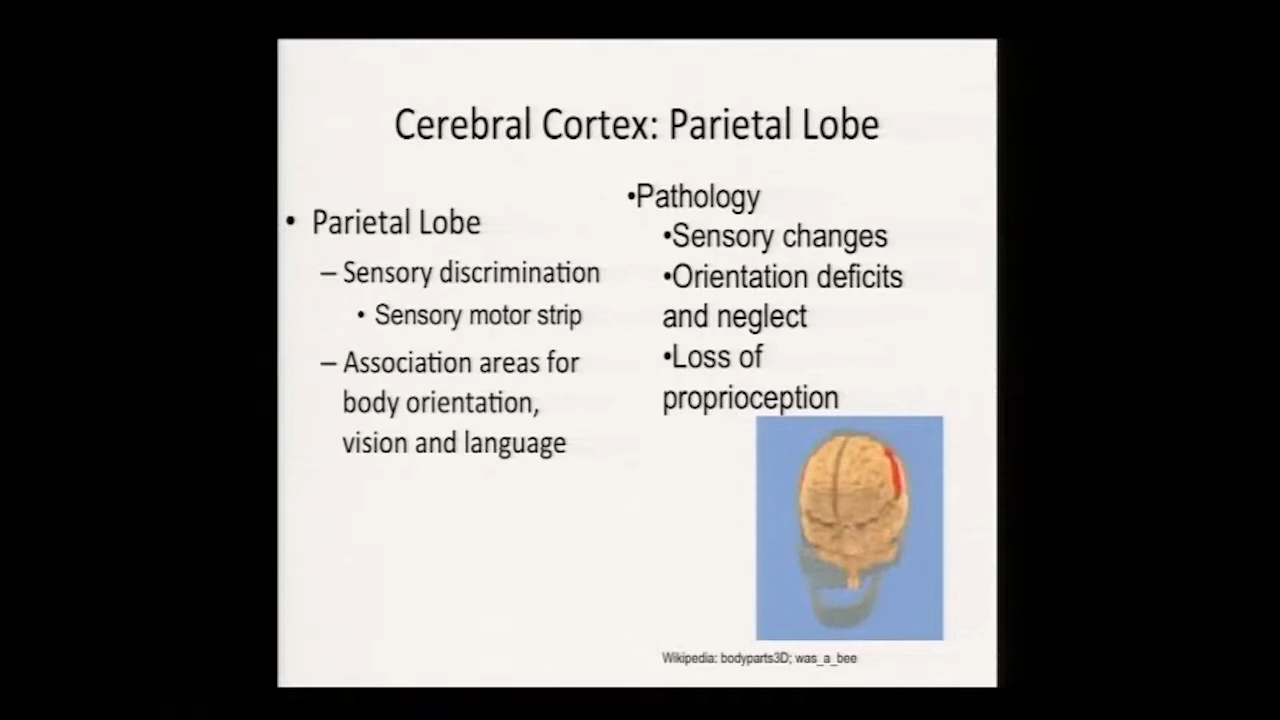 Cerebral Cortex: Parietal Lobe
• Parietal Lobe
– Sensory discrimination
• Sensory motor strip
– Association areas for
body orientation,
vision and language
•Pathology
•Sensory changes
•Orientation deficits
and neglect
•Loss of
proprioception
Wikipedia: bodyparts3D; was_a_bee